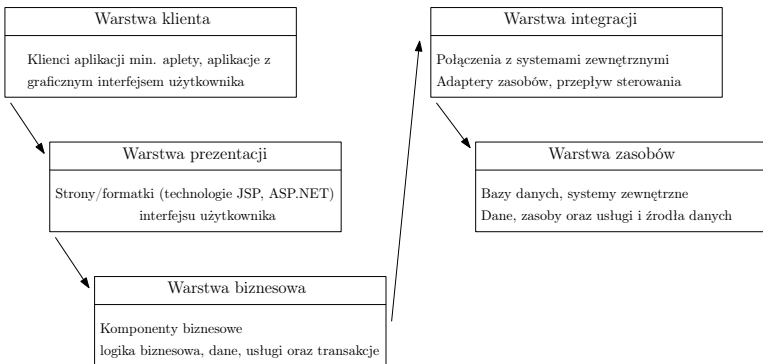 Warstwa klienta
Klienci aplikacji min. aplety, aplikacje z
graficznym interfejsem użytkownika
Warstwa prezentacji
Strony/formatki (technologie JSP, ASP.NET)
interfejsu użytkownika
Warstwa biznesowa
Komponenty biznesowe
logika biznesowa, dane, usługi oraz transakcje
Warstwa integracji
Połączenia z systemami zewnętrznymi
Adaptery zasobów, przepływ sterowania
Warstwa zasobów
Bazy danych, systemy zewnętrzne
Dane, zasoby oraz usługi i źrodła danych